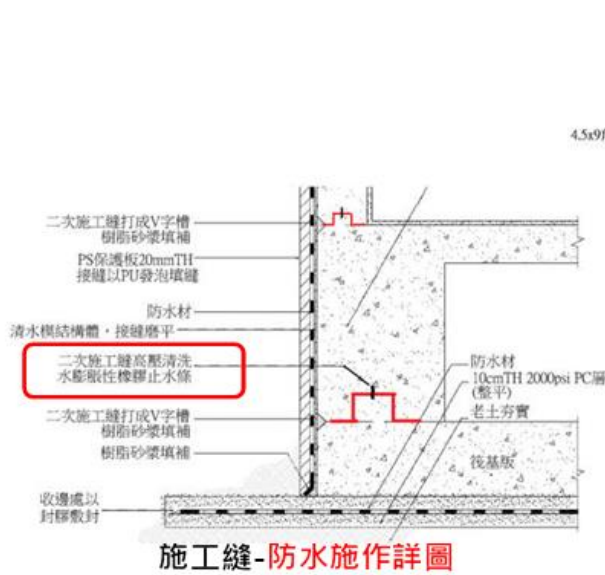 4.5x9
二次施工縫打成V字槽
樹脂砂漿填補
PS保護板20mmTH
接縫以PU發泡填縫
防水材
清水模結構體，接縫磨平
二次施工縫高壓清洗
水膨脹性橡膠止水條
二次施工縫打成V字槽
樹脂砂漿填補
樹脂砂漿填補
收邊處以
封膠敷封
防水材
10cmTH 2000psi PC層
(整平)
老土夯實
筏基版
施工縫-防水施作詳圖